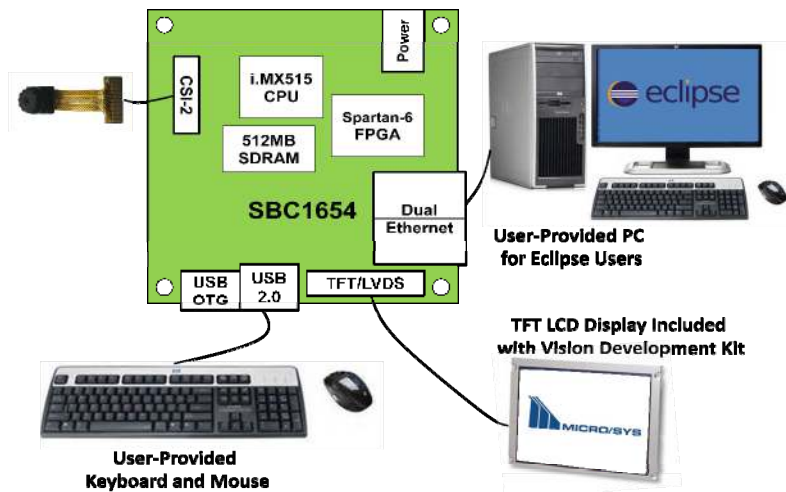 Power
CSI-2
i.MX515
CPU
Spartan-6
FPGA
512MB
SDRAM
eclipse
SBC1654
Dual
Ethernet
User-Provided PC
for Eclipse Users
USB
OTG
USB
2.0
TFT/LVDS
TFT LCD Display Included
with Vision Development Kit
MICRO/SYS
User-Provided
Keyboard and Mouse